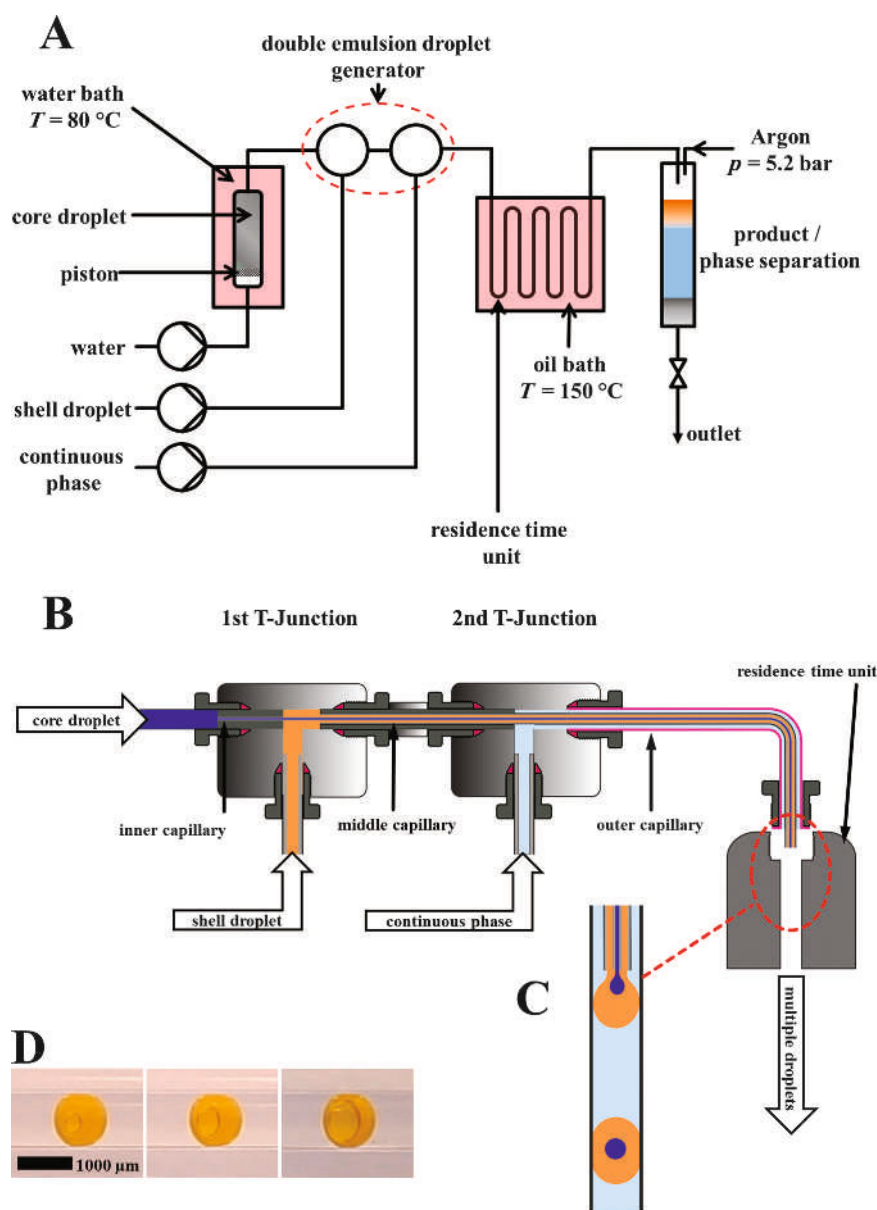 A
double emulsion droplet
generator
water bath
T = 80 °C
Argon
p = 5.2 bar
core droplet
product /
phase separation
piston
water
oil bath
T = 150 °C
shell droplet
outlet
continuous
phase
residence time
unit
B
1st T-Junction
2nd T-Junction
residence time unit
core droplet
inner capillary
middle capillary
outer capillary
shell droplet
continuous phase
C
multiple droplets
D
1000 µm